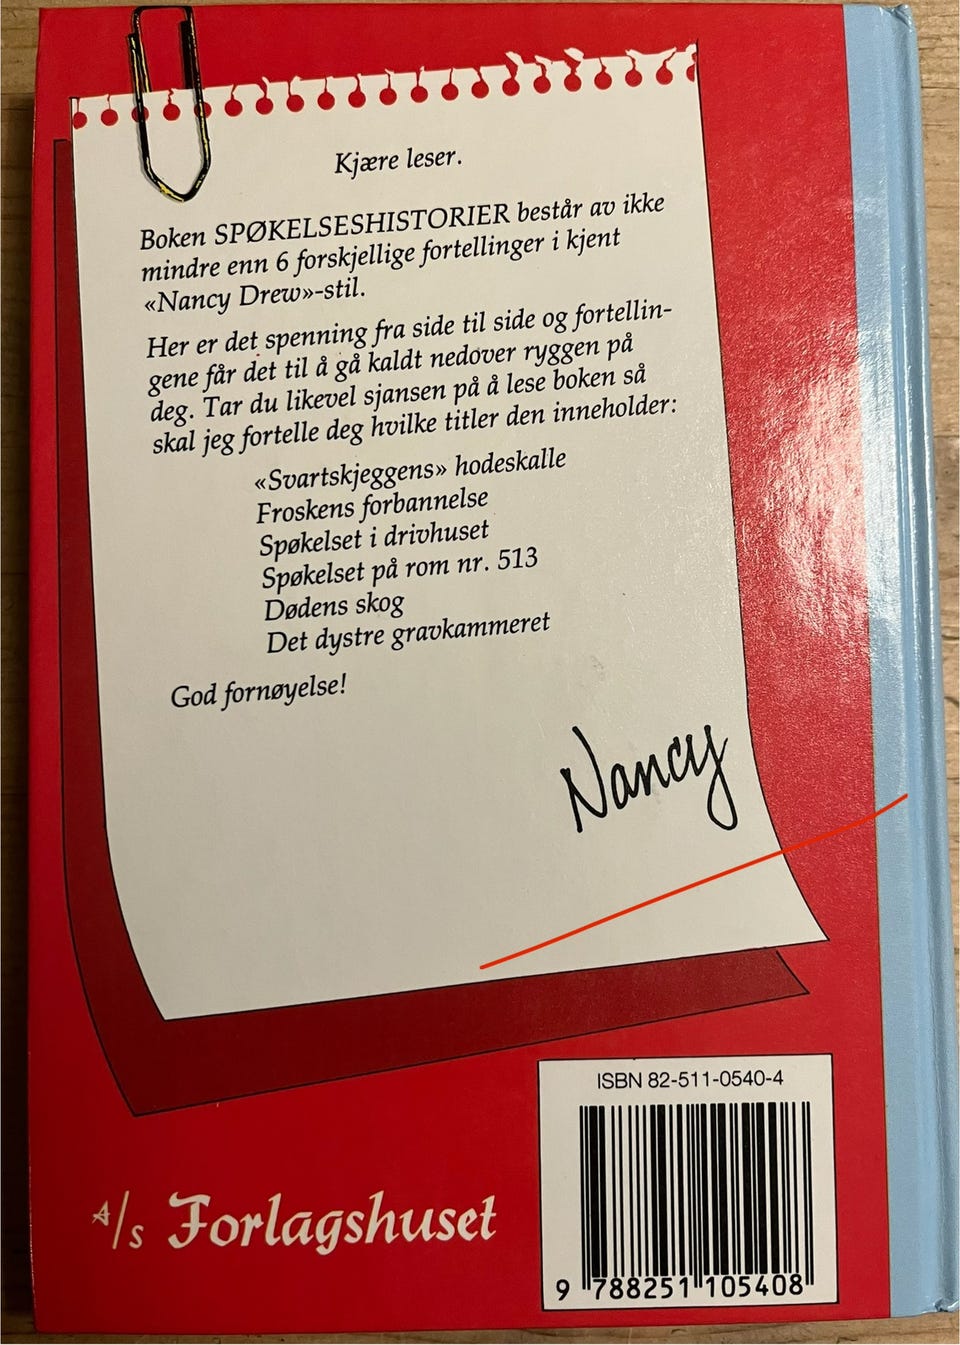 Kjære leser.
Boken SPØKELSESHISTORIER består av ikke
mindre enn 6 forskjellige fortellinger i kjent
«Nancy Drew»-stil.
Her er det spenning fra side til side og fortellin-
gene får det til å gå kaldt nedover ryggen på
deg. Tar du likevel sjansen på å lese boken så
skal jeg fortelle deg hvilke titler den inneholder:
«Svartskjeggens» hodeskalle
Froskens forbannelse
Spøkelset i drivhuset
Spøkelset på rom nr. 513
Dødens skog
Det dystre gravkammeret
God fornøyelse!
Nancy
ISBN 82-511-0540-4
9 788251 105408
A/s Forlagshuset